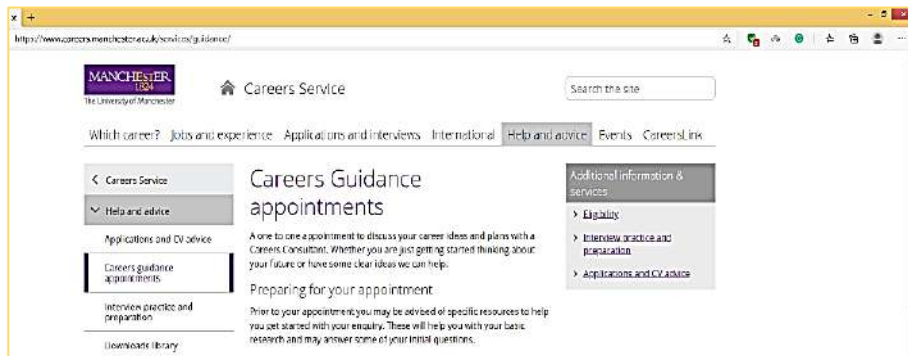 https://www.careers.manchester.ac.uk/services/guidance/
MANCHESTER
1824
The University of Manchester
Careers Service
Search the site
Which career? Jobs and experience Applications and interviews International Help and advice Events CareersLink
Careers Service
Help and advice
Applications and CV advice
Careers guidance
appointments
Interview practice and
preparation
Downloads library
Careers Guidance
appointments
A one to one appointment to discuss your career ideas and plans with a
Careers Consultant. Whether you are just getting started thinking about
your future or have some clear ideas we can help.
Preparing for your appointment
Prior to your appointment you may be advised of specific resources to help
you get started with your enquiry. These will help you with your basic
research and may answer some of your initial questions.
Additional information &
services
Eligibility
Interview practice and
preparation
Applications and CV advice